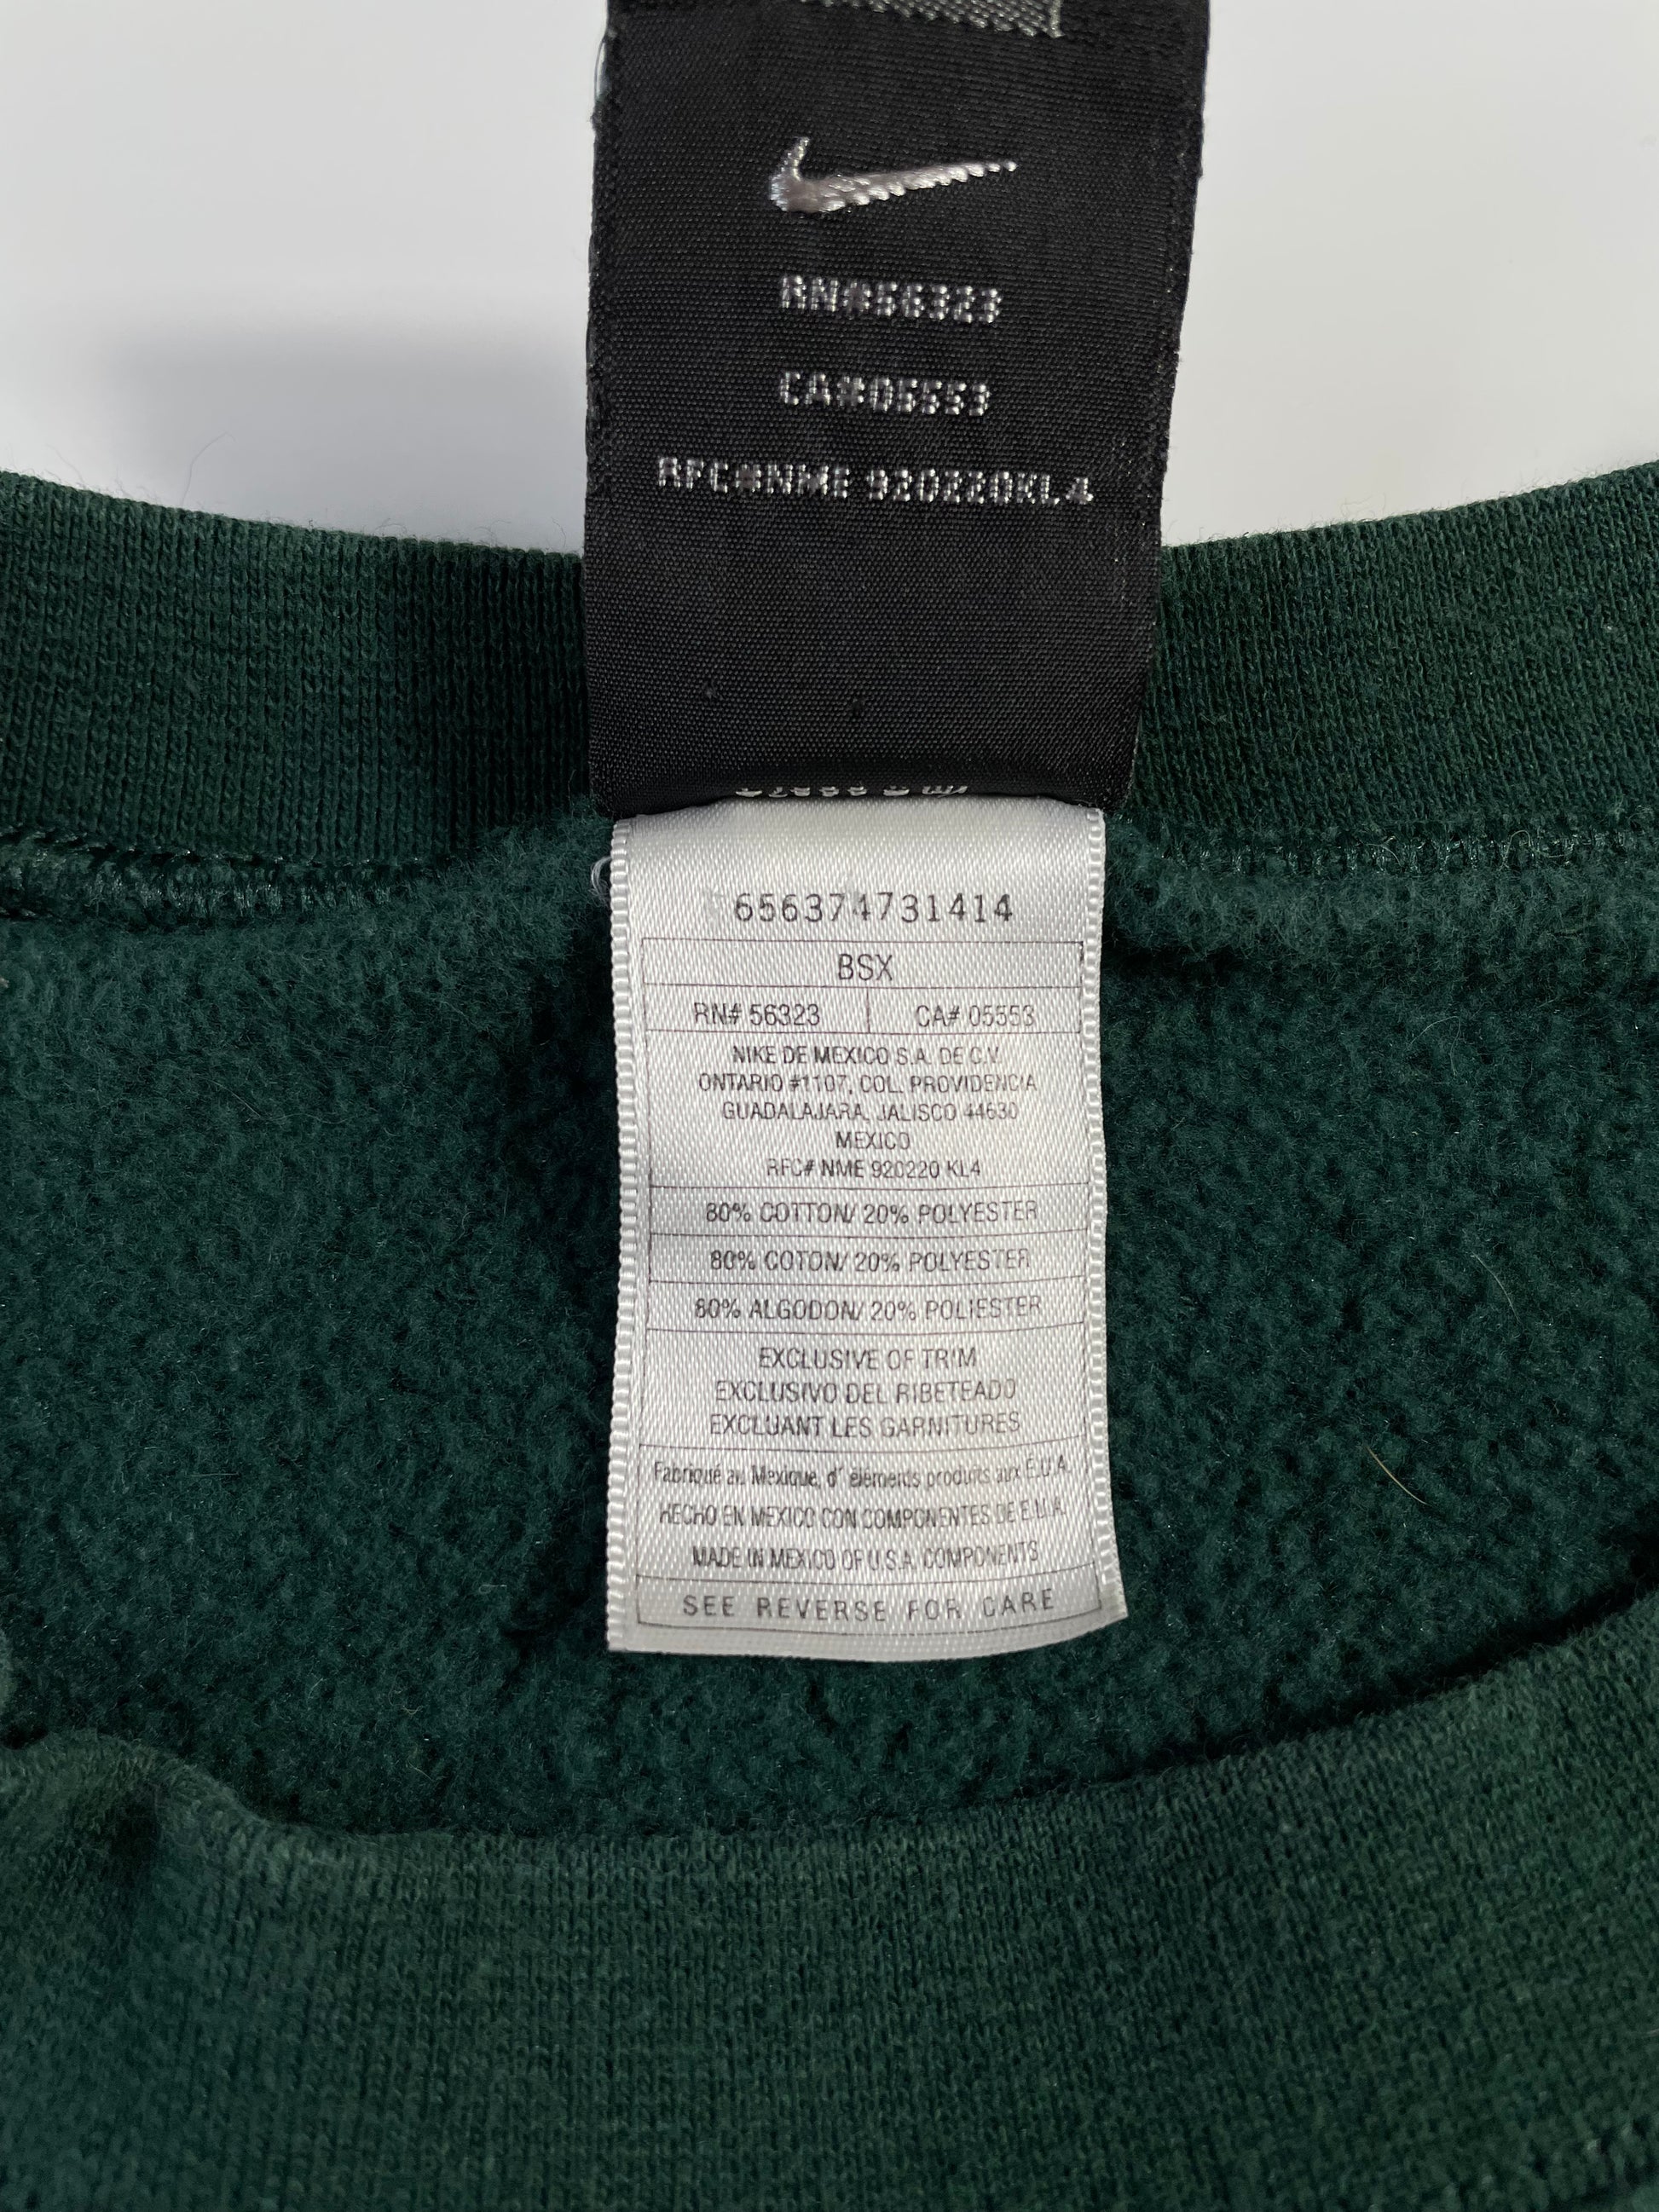 RN#56323
CA#05553
RFC#NME 920220KL4
656374731414
BSX
RN# 56323 CA# 05553
NIKE DE MEXICO S.A. DE C.V.
ONTARIO #1107, COL. PROVIDENCIA
GUADALAJARA, JALISCO 44630
MEXICO
RFC# NME 920220 KL4
80% COTTON/ 20% POLYESTER
80% COTON/ 20% POLYESTER
80% ALGODON/ 20% POLIESTER
EXCLUSIVE OF TRIM
EXCLUSIVO DEL RIBETEADO
EXCLUANT LES GARNITURES
Fabriqué au Mexique, d' éléments produits aux E.U.A.
HECHO EN MEXICO CON COMPONENTES DE E.U.A.
MADE IN MEXICO OF U.S.A. COMPONENTS
SEE REVERSE FOR CARE